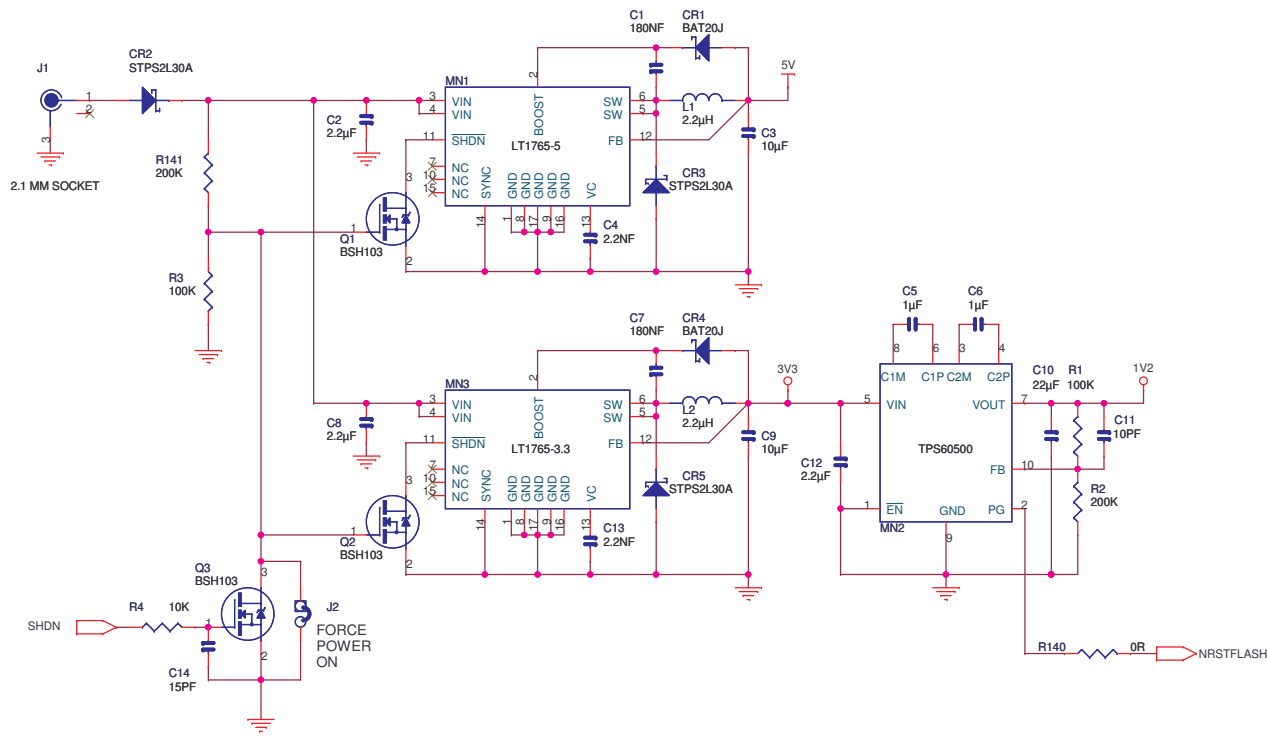 J1
CR2
STPS2L30A
1
2
3
2.1 MM SOCKET
R141
200K
R3
100K
C2
2.2µF
MN1
3
4
11
7
10
15
VIN
VIN
SHDN
NC
NC
NC
2
BOOST
LT1765-5
SW
SW
FB
6
5
12
SYNC
GND
GND
GND
GND
GND
VC
14
1
8
17
9
16
13
C4
2.2NF
Q1
BSH103
1
3
2
C1
180NF
CR1
BAT20J
L1
2.2µH
5V
C3
10µF
CR3
STPS2L30A
C8
2.2µF
MN3
3
4
11
7
10
15
VIN
VIN
SHDN
NC
NC
NC
2
BOOST
LT1765-3.3
SW
SW
FB
6
5
12
SYNC
GND
GND
GND
GND
GND
VC
14
1
8
17
9
16
13
C13
2.2NF
Q2
BSH103
1
3
2
C7
180NF
CR4
BAT20J
L2
2.2µH
3V3
C9
10µF
CR5
STPS2L30A
C5
1µF
C6
1µF
8
6
3
4
C1M
C1P
C2M
C2P
5
VIN
VOUT
7
TPS60500
FB
10
1
EN
GND
PG
2
MN2
9
C12
2.2µF
C10
22µF
R1
100K
1V2
C11
10PF
R2
200K
Q3
BSH103
3
1
2
SHDN
R4
10K
C14
15PF
J2
FORCE
POWER
ON
R140
0R
NRSTFLASH